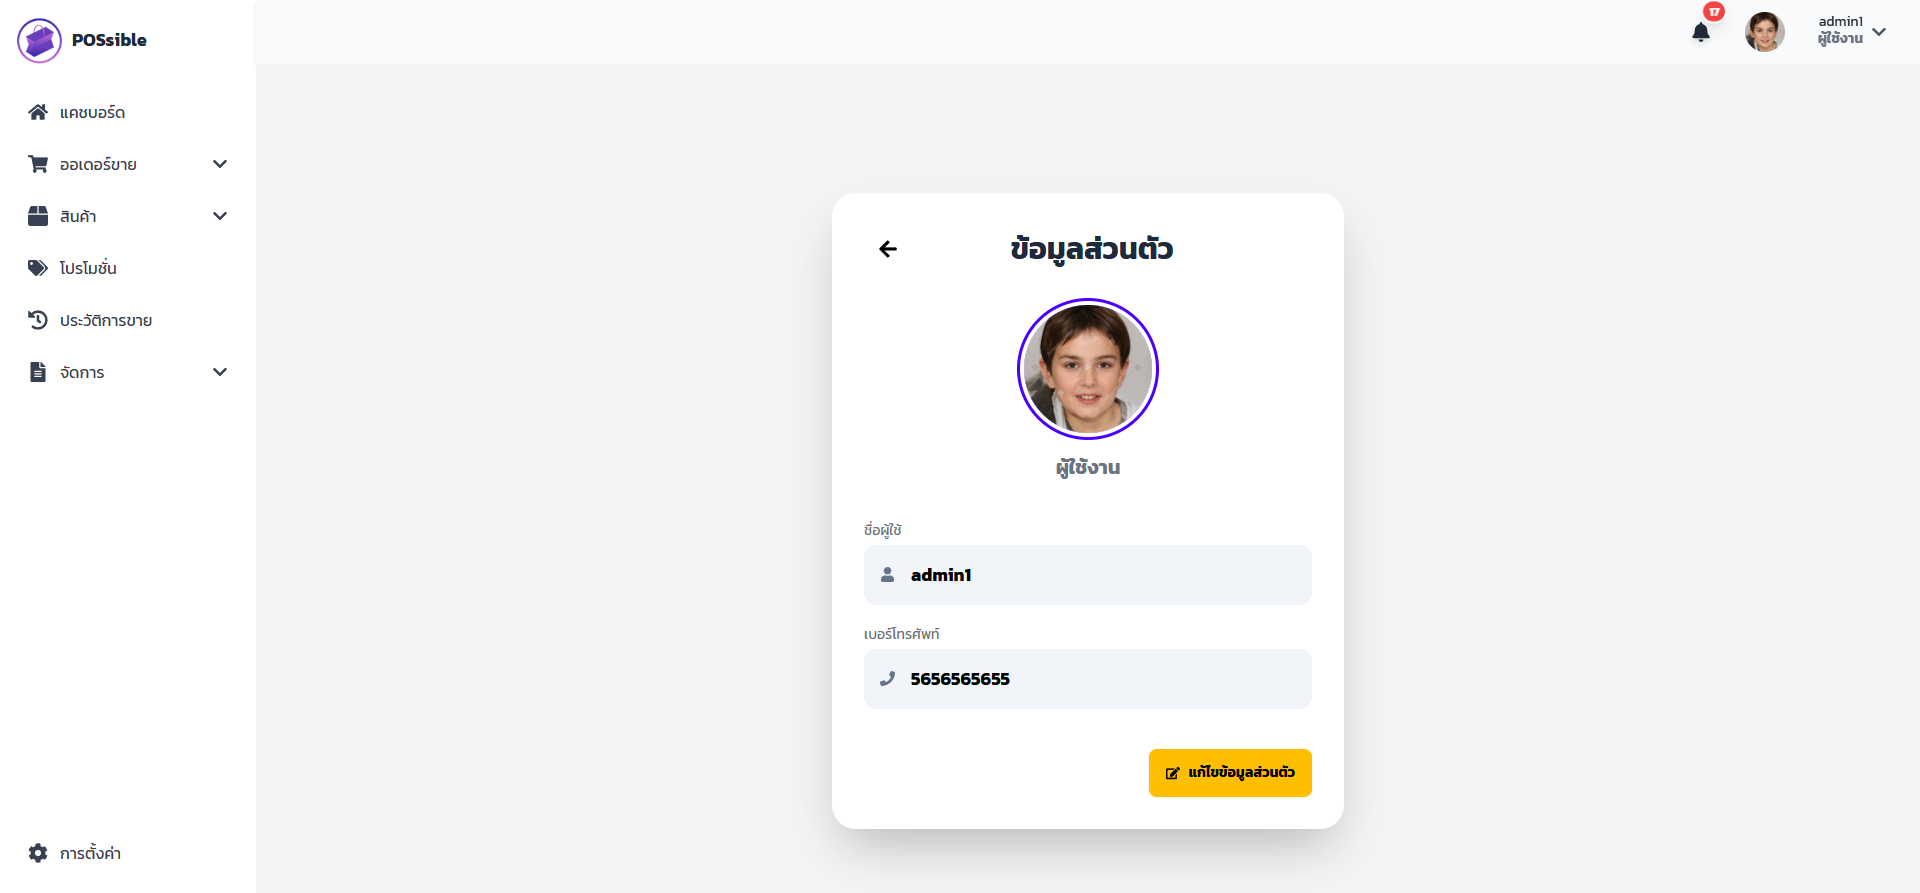 POSsible
17
admin1
ผู้ใช้งาน
แคชบอร์ด
ออเดอร์ขาย
สินค้า
โปรโมชั่น
ประวัติการขาย
จัดการ
การตั้งค่า
ข้อมูลส่วนตัว
ผู้ใช้งาน
ชื่อผู้ใช้
admin1
เบอร์โทรศัพท์
5656565655
แก้ไขข้อมูลส่วนตัว